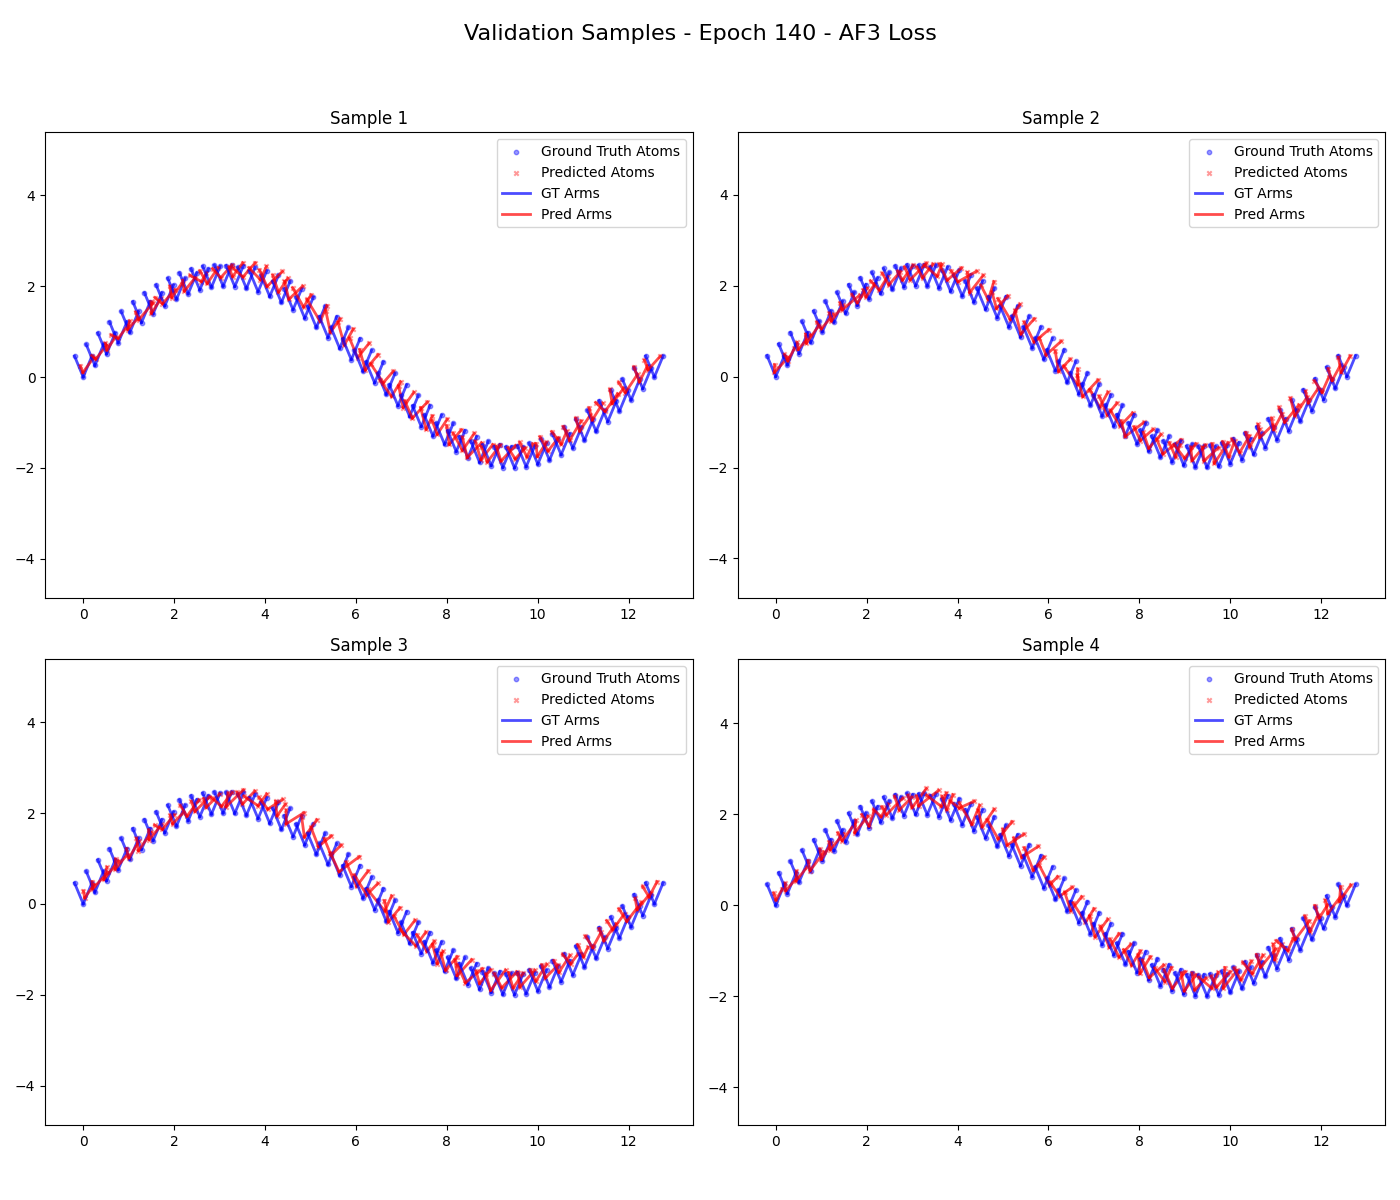 Validation Samples - Epoch 140 - AF3 Loss
Sample 1
Ground Truth Atoms
Predicted Atoms
GT Arms
Pred Arms
4
2
0
−2
−4
0 2 4 6 8 10 12
Sample 2
Ground Truth Atoms
Predicted Atoms
GT Arms
Pred Arms
4
2
0
−2
−4
0 2 4 6 8 10 12
Sample 3
Ground Truth Atoms
Predicted Atoms
GT Arms
Pred Arms
4
2
0
−2
−4
0 2 4 6 8 10 12
Sample 4
Ground Truth Atoms
Predicted Atoms
GT Arms
Pred Arms
4
2
0
−2
−4
0 2 4 6 8 10 12